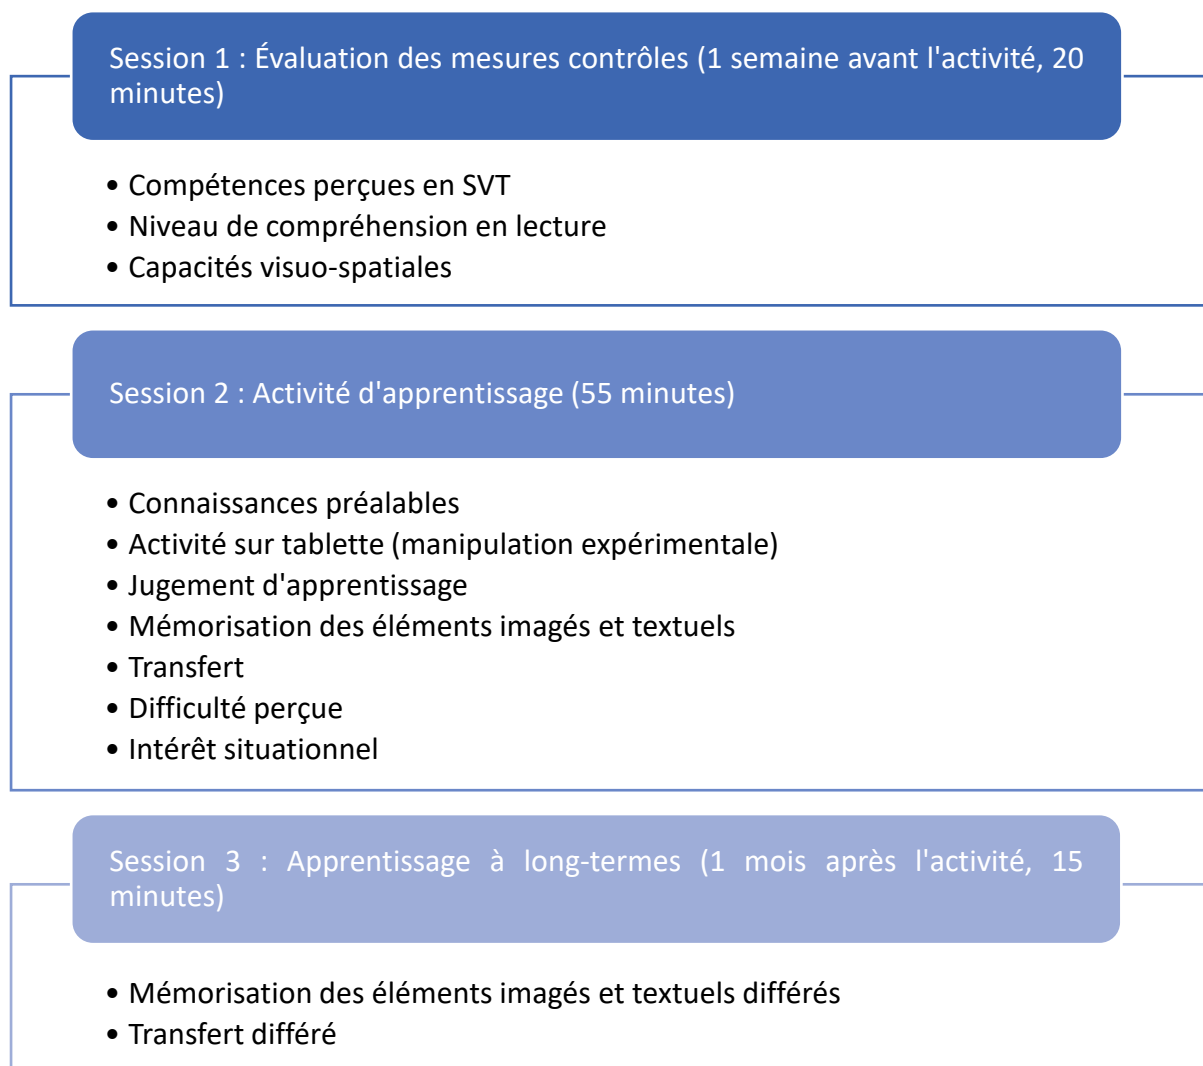 Session 1 : Évaluation des mesures contrôles (1 semaine avant l'activité, 20
minutes)
• Compétences perçues en SVT
• Niveau de compréhension en lecture
• Capacités visuo-spatiales
Session 2 : Activité d'apprentissage (55 minutes)
• Connaissances préalables
• Activité sur tablette (manipulation expérimentale)
• Jugement d'apprentissage
• Mémorisation des éléments imagés et textuels
• Transfert
• Difficulté perçue
• Intérêt situationnel
Session 3 : Apprentissage à long-termes (1 mois après l'activité, 15
minutes)
• Mémorisation des éléments imagés et textuels différés
• Transfert différé